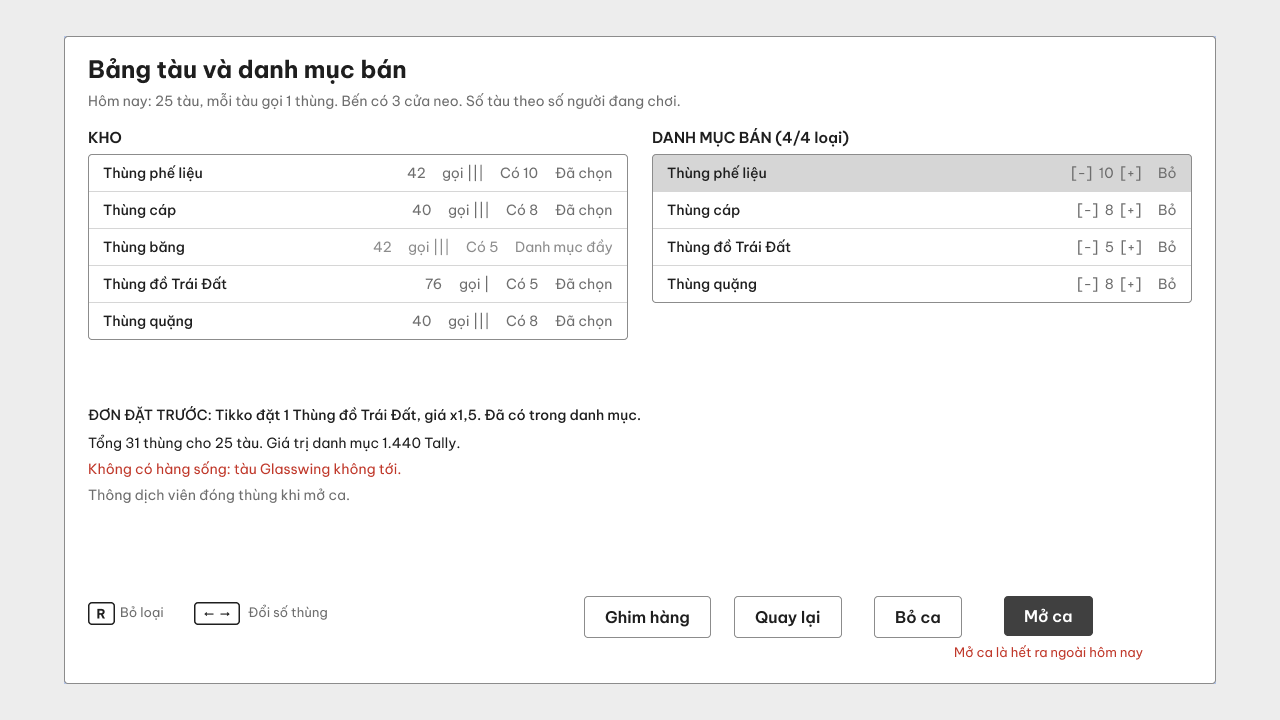 Bảng tàu và danh mục bán
Hôm nay: 25 tàu, mỗi tàu gọi 1 thùng. Bến có 3 cửa neo. Số tàu theo số người đang chơi.
KHO
Thùng phế liệu 42 gọi ||| Có 10 Đã chọn
Thùng cáp 40 gọi ||| Có 8 Đã chọn
Thùng băng 42 gọi ||| Có 5 Danh mục đầy
Thùng đồ Trái Đất 76 gọi | Có 5 Đã chọn
Thùng quặng 40 gọi ||| Có 8 Đã chọn
DANH MỤC BÁN (4/4 loại)
Thùng phế liệu [-] 10 [+] Bỏ
Thùng cáp [-] 8 [+] Bỏ
Thùng đồ Trái Đất [-] 5 [+] Bỏ
Thùng quặng [-] 8 [+] Bỏ
ĐƠN ĐẶT TRƯỚC: Tikko đặt 1 Thùng đồ Trái Đất, giá x1,5. Đã có trong danh mục.
Tổng 31 thùng cho 25 tàu. Giá trị danh mục 1.440 Tally.
Không có hàng sống: tàu Glasswing không tới.
Thông dịch viên đóng thùng khi mở ca.
R Bỏ loại ← → Đổi số thùng
Ghim hàng Quay lại Bỏ ca Mở ca
Mở ca là hết ra ngoài hôm nay